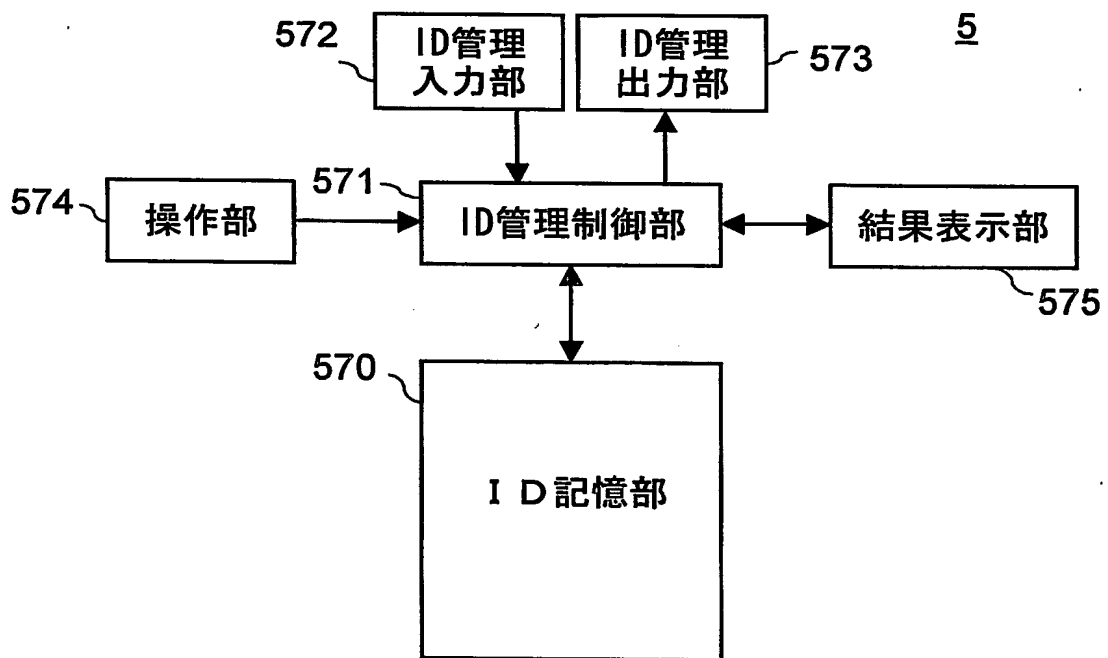 5
572
ID管理
入力部
ID管理
出力部
573
571
574
操作部
ID管理制御部
結果表示部
575
570
ＩＤ記憶部